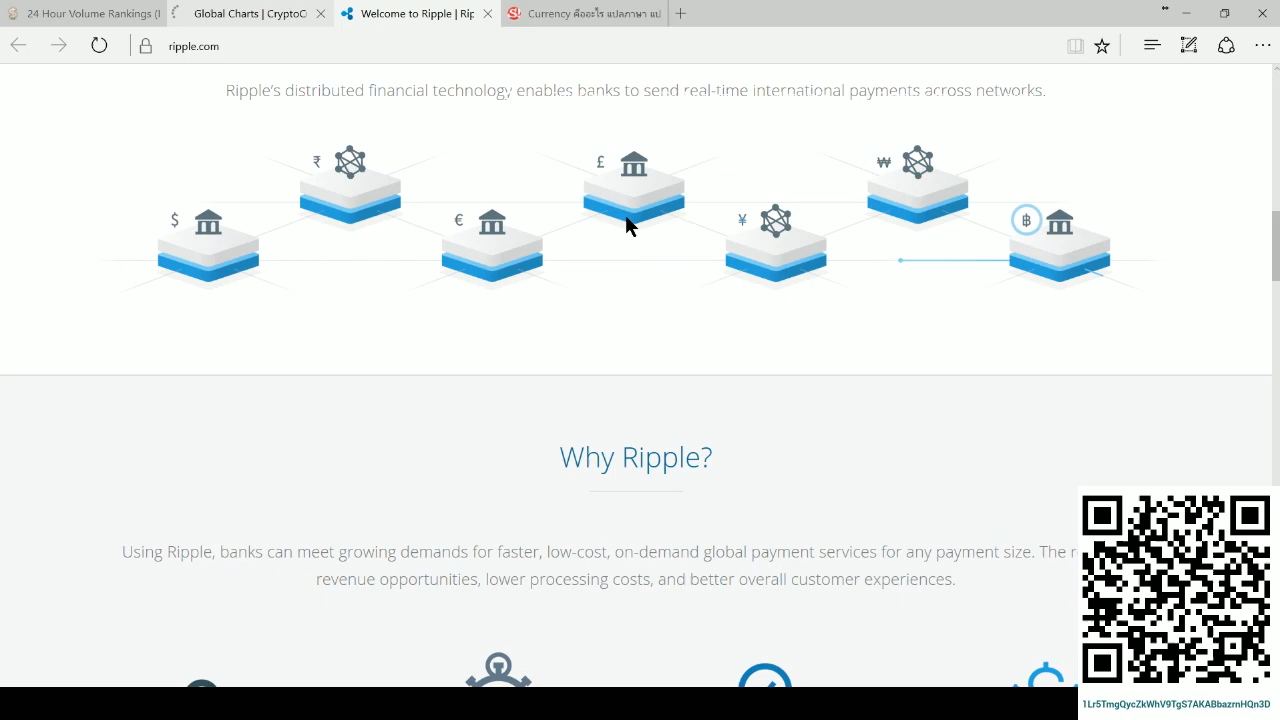 24 Hour Volume Rankings (
Global Charts | CryptoC
Welcome to Ripple | Rip
Currency คืออะไร แปลภาษา แป
ripple.com
Ripple's distributed financial technology enables banks to send real-time international payments across networks.
₹ £ ₩
$ € ¥ ฿
Why Ripple?
Using Ripple, banks can meet growing demands for faster, low-cost, on-demand global payment services for any payment size. The r
revenue opportunities, lower processing costs, and better overall customer experiences.
1Lr5TmgQycZkWhV9TgS7AKABbazrnHQn3D